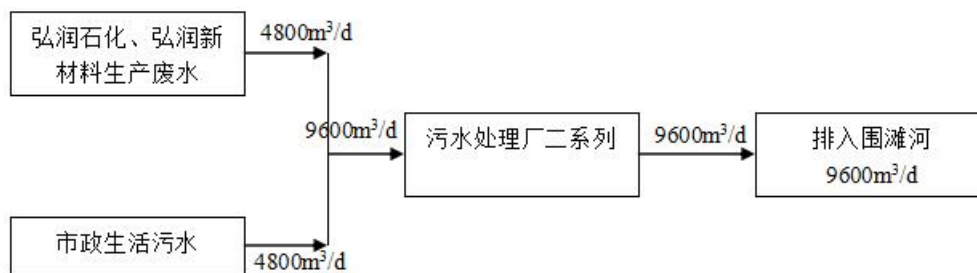 弘润石化、弘润新
材料生产废水
4800m³/d
9600m³/d
污水处理厂二系列
9600m³/d
排入围滩河
9600m³/d
市政生活污水
4800m³/d